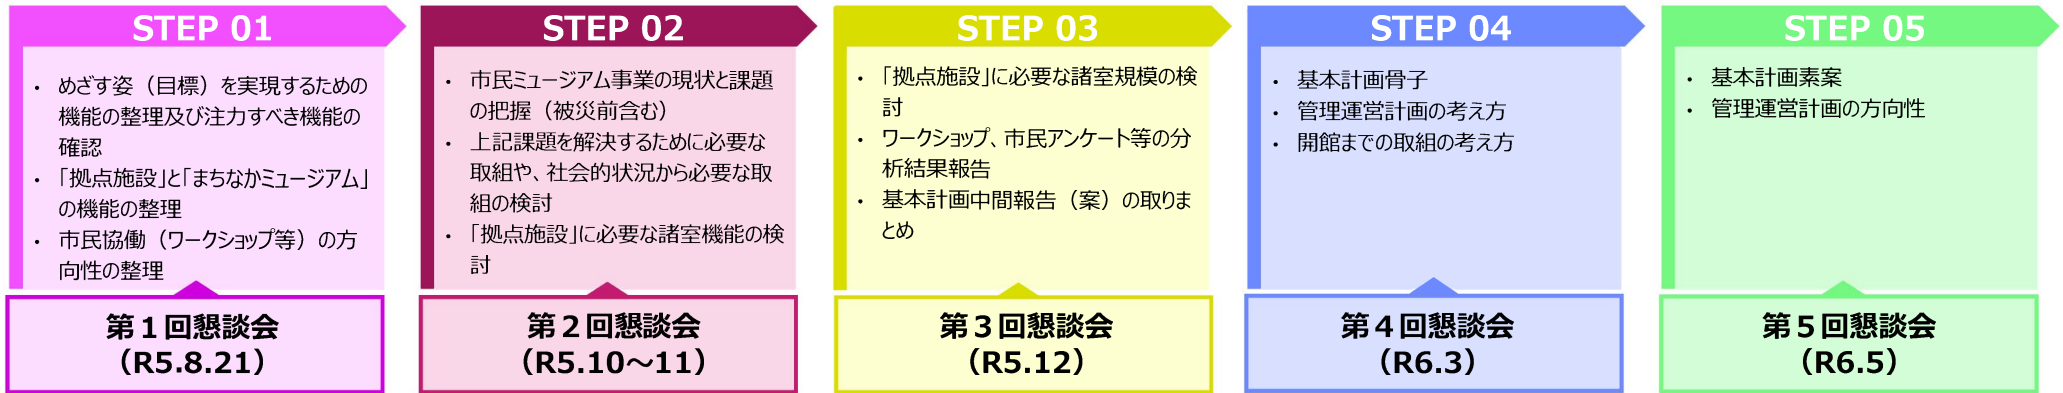 STEP 01
・ めざす姿（目標）を実現するための
機能の整理及び注力すべき機能の
確認
・ 「拠点施設」と「まちなかミュージアム」
の機能の整理
・ 市民協働（ワークショップ等）の方
向性の整理
第１回懇談会
（R5.8.21）
STEP 02
・ 市民ミュージアム事業の現状と課題
の把握（被災前含む）
・ 上記課題を解決するために必要な
取組や、社会的状況から必要な取
組の検討
・ 「拠点施設」に必要な諸室機能の検
討
第２回懇談会
（R5.10～11）
STEP 03
・ 「拠点施設」に必要な諸室規模の検
討
・ ワークショップ、市民アンケート等の分
析結果報告
・ 基本計画中間報告（案）の取りま
とめ
第３回懇談会
（R5.12）
STEP 04
・ 基本計画骨子
・ 管理運営計画の考え方
・ 開館までの取組の考え方
第４回懇談会
（R6.3）
STEP 05
・ 基本計画素案
・ 管理運営計画の方向性
第５回懇談会
（R6.5）